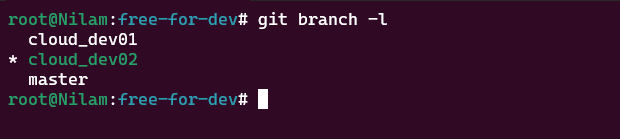 root@Nilam:free-for-dev# git branch -l
  cloud_dev01
* cloud_dev02
  master
root@Nilam:free-for-dev#